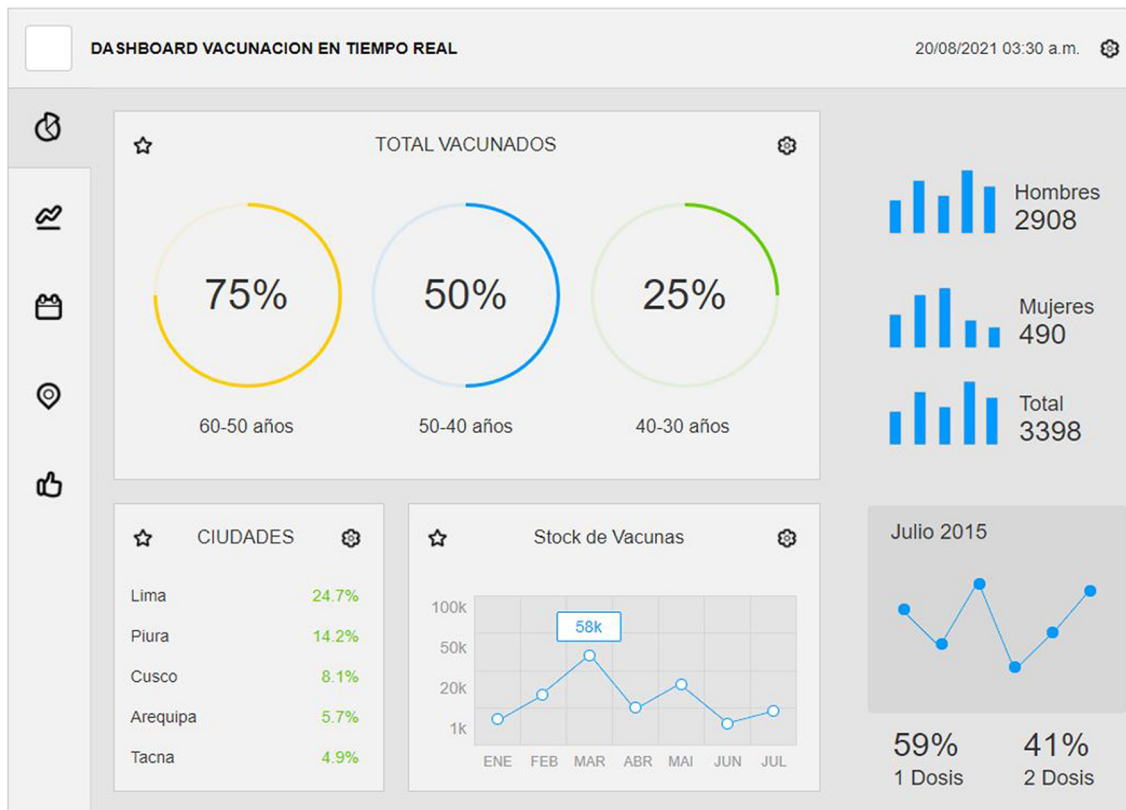 DASHBOARD VACUNACION EN TIEMPO REAL
20/08/2021 03:30 a.m.
TOTAL VACUNADOS
75%
50%
25%
60-50 años
50-40 años
40-30 años
Hombres
2908
Mujeres
490
Total
3398
CIUDADES
Lima 24.7%
Piura 14.2%
Cusco 8.1%
Arequipa 5.7%
Tacna 4.9%
Stock de Vacunas
100k
50k
20k
1k
58k
ENE FEB MAR ABR MAI JUN JUL
Julio 2015
59%
1 Dosis
41%
2 Dosis